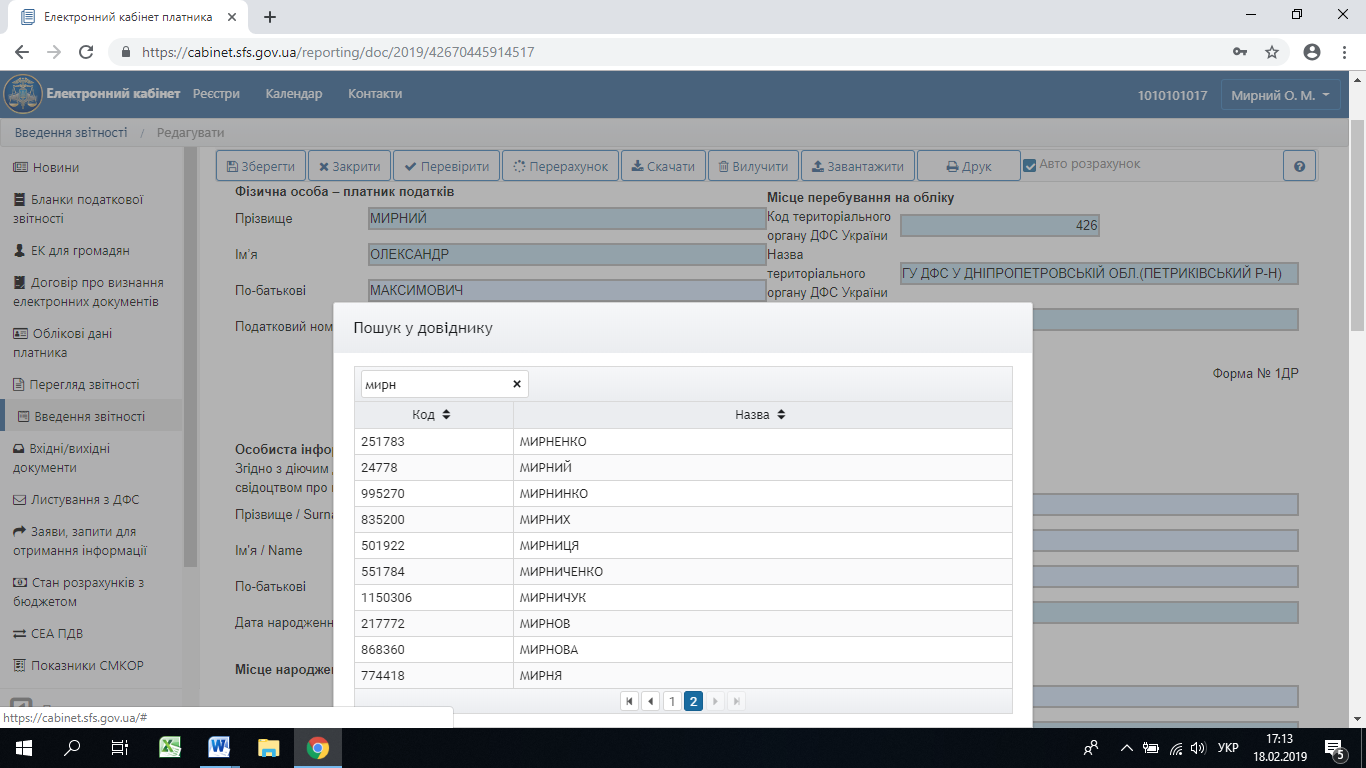 Електронний кабінет платника
https://cabinet.sfs.gov.ua/reporting/doc/2019/42670445914517
Електронний кабінет Реєстри Календар Контакти 1010101017 Мирний О. М.
Введення звітності / Редагувати
Новини
Бланки податкової
звітності
ЕК для громадян
Договір про визнання
електронних документів
Облікові дані
платника
Перегляд звітності
Введення звітності
Вхідні/вихідні
документи
Листування з ДФС
Заяви, запити для
отримання інформації
Стан розрахунків з
бюджетом
СЕА ПДВ
Показники СМКОР
Зберегти Закрити Перевірити Перерахунок Скачати Вилучити Завантажити Друк Авто розрахунок
Фізична особа – платник податків
Прізвище МИРНИЙ
Ім'я ОЛЕКСАНДР
По-батькові МАКСИМОВИЧ
Податковий ном
Місце перебування на обліку
Код територіального
органу ДФС України 426
Назва
територіального
органу ДФС України ГУ ДФС У ДНІПРОПЕТРОВСЬКІЙ ОБЛ.(ПЕТРИКІВСЬКИЙ Р-Н)
Форма № 1ДР
Особиста інфор
Згідно з діючим
свідоцтвом про
Прізвище / Surna
Ім'я / Name
По-батькові
Дата народженн
Місце народже
Пошук у довіднику
мирн
Код Назва
251783 МИРНЕНКО
24778 МИРНИЙ
995270 МИРНИНКО
835200 МИРНИХ
501922 МИРНИЦЯ
551784 МИРНИЧЕНКО
1150306 МИРНИЧУК
217772 МИРНОВ
868360 МИРНОВА
774418 МИРНЯ
1 2
https://cabinet.sfs.gov.ua/#
УКР
17:13
18.02.2019
5